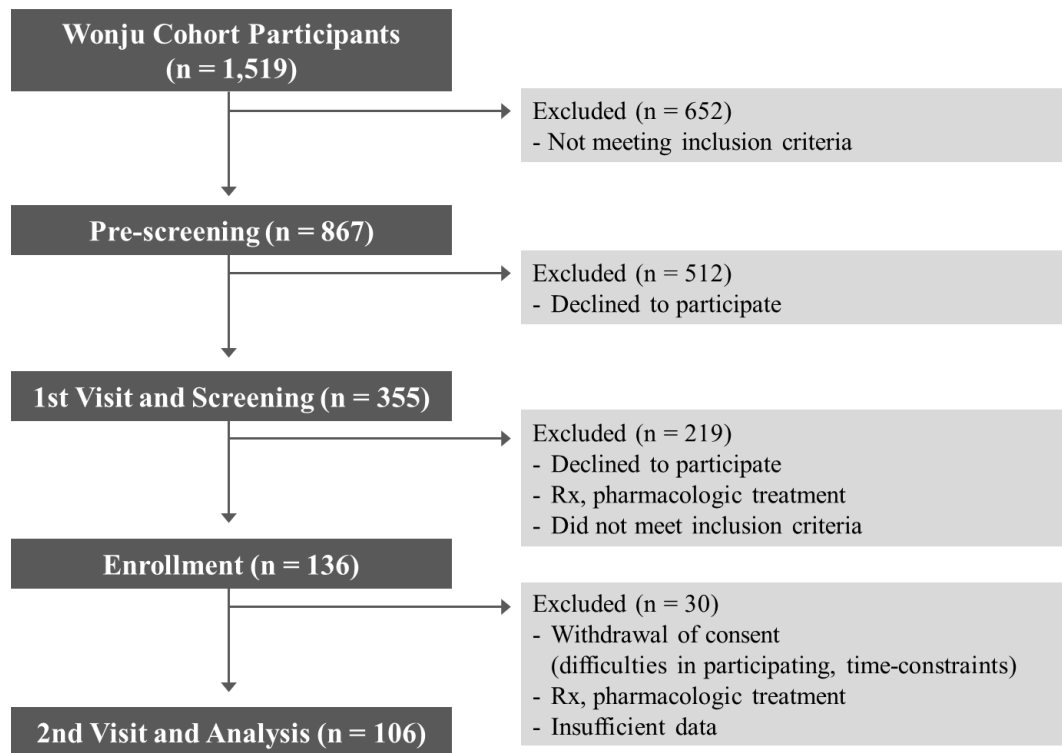 Wonju Cohort Participants
(n = 1,519)
Excluded (n = 652)
- Not meeting inclusion criteria
Pre-screening (n = 867)
Excluded (n = 512)
- Declined to participate
1st Visit and Screening (n = 355)
Excluded (n = 219)
- Declined to participate
- Rx, pharmacologic treatment
- Did not meet inclusion criteria
Enrollment (n = 136)
Excluded (n = 30)
- Withdrawal of consent
(difficulties in participating, time-constraints)
- Rx, pharmacologic treatment
- Insufficient data
2nd Visit and Analysis (n = 106)